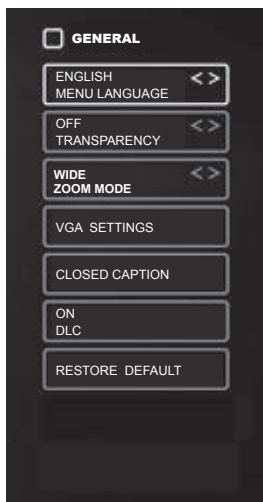 GENERAL
ENGLISH < >
MENU LANGUAGE
OFF < >
TRANSPARENCY
WIDE < >
ZOOM MODE
VGA SETTINGS
CLOSED CAPTION
ON
DLC
RESTORE DEFAULT